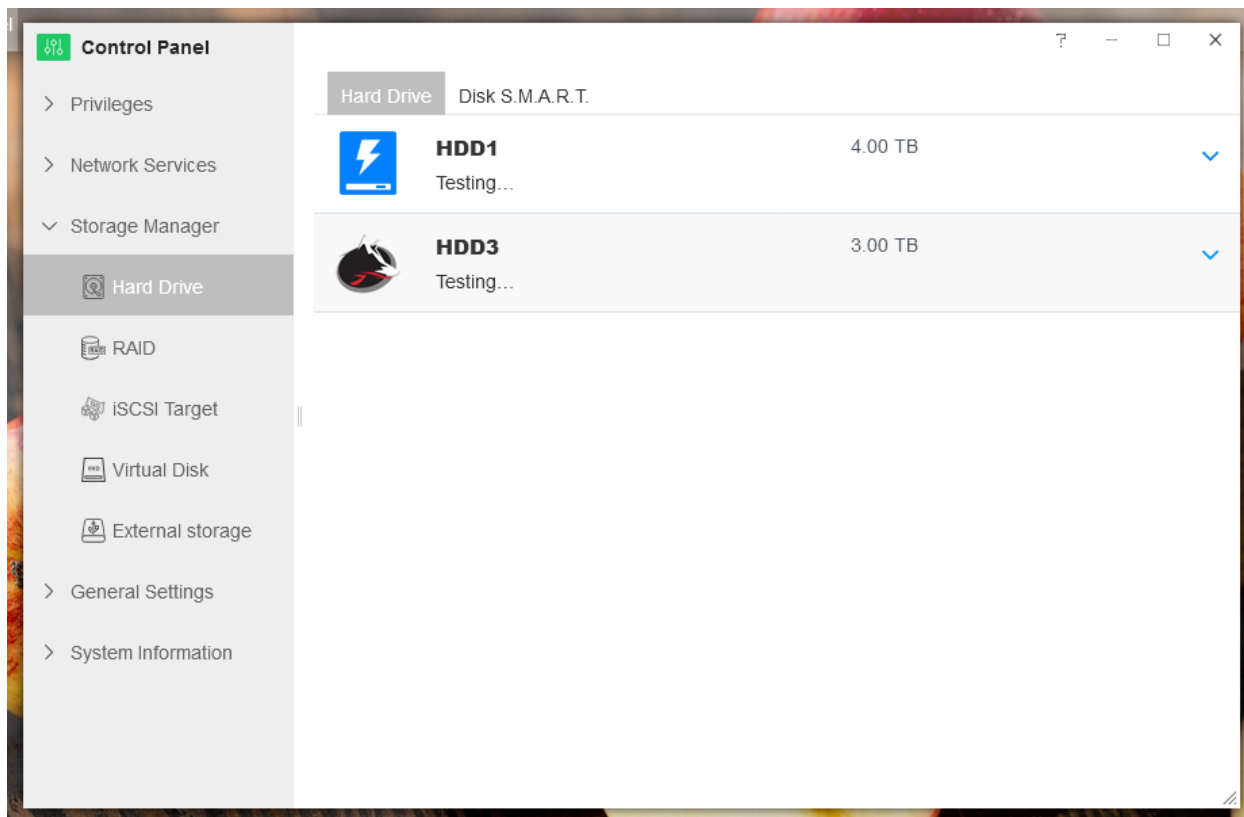 Control Panel
Privileges
Network Services
Storage Manager
Hard Drive
RAID
iSCSI Target
Virtual Disk
External storage
General Settings
System Information
Hard Drive Disk S.M.A.R.T.
HDD1 4.00 TB
Testing...
HDD3 3.00 TB
Testing...